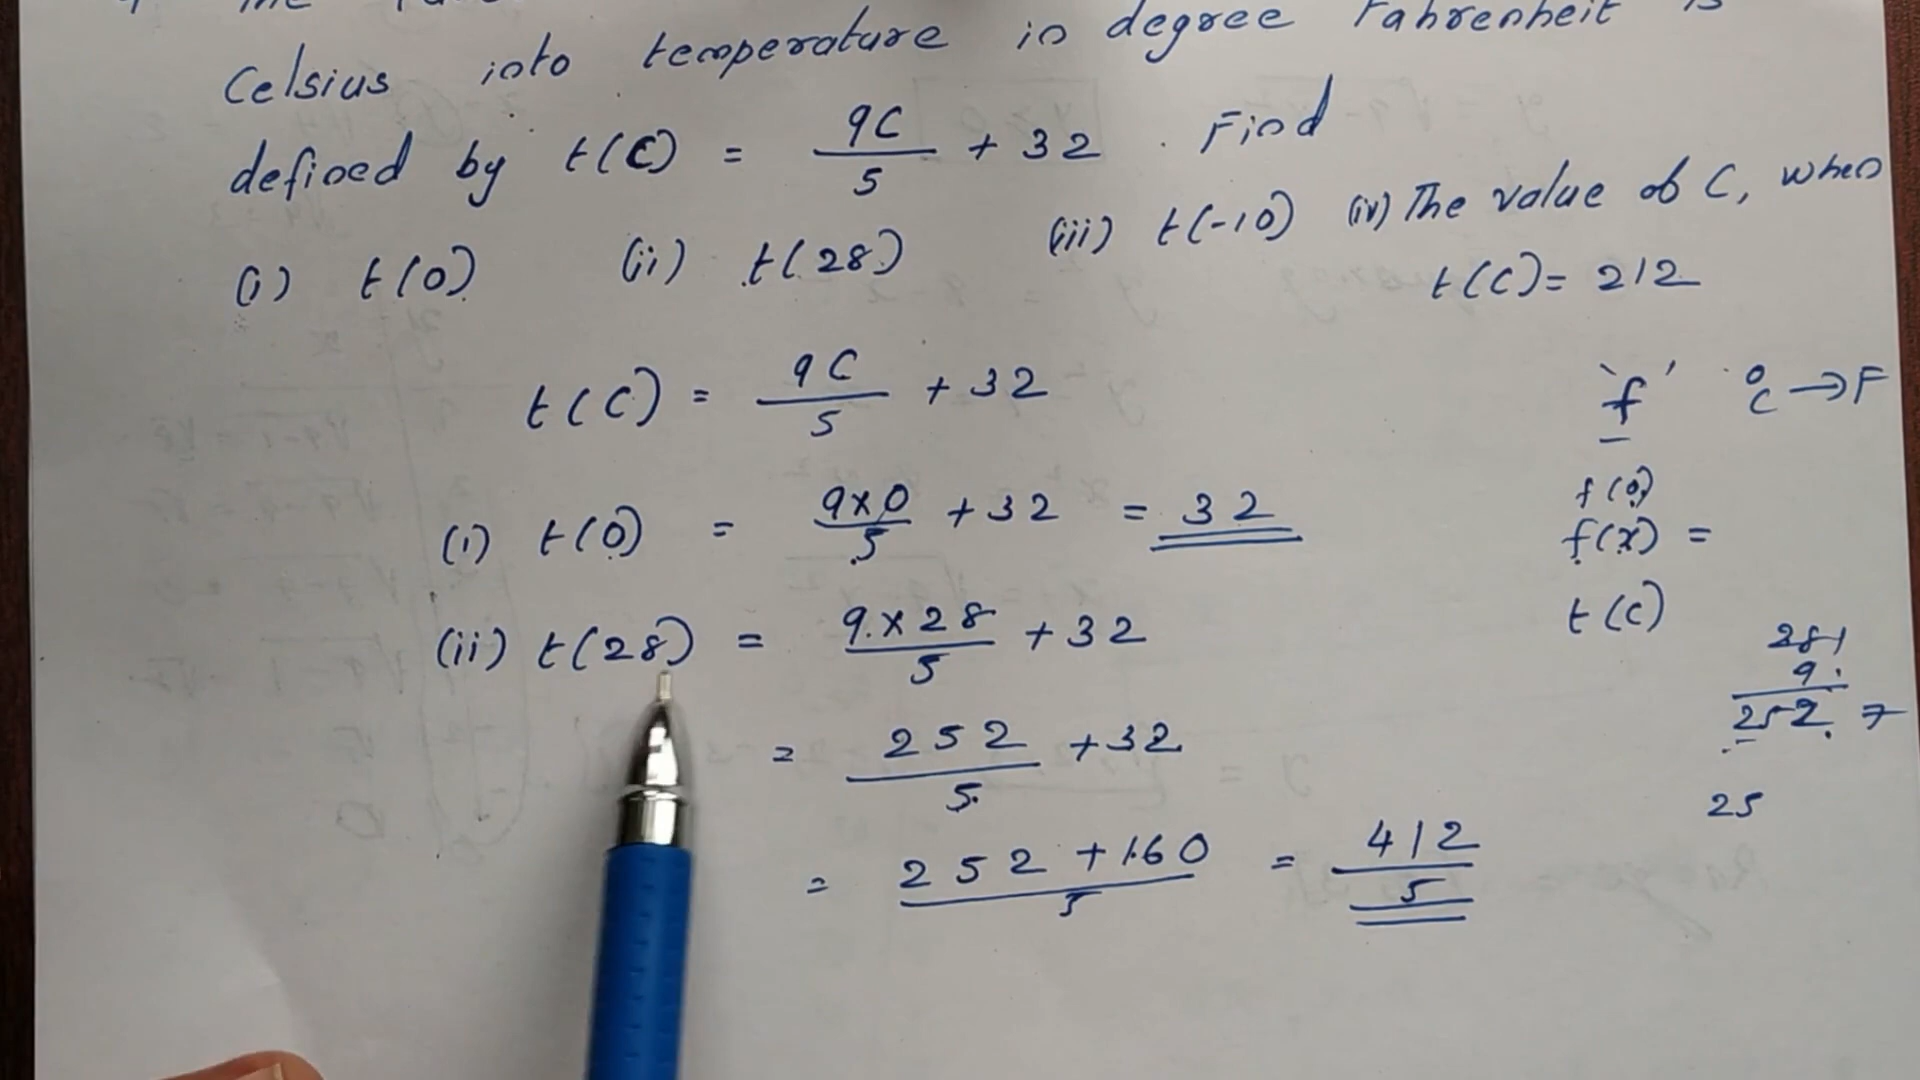 The
Celsius into temperature in degree Fahrenheit is
defined by t(C) = 9C/5 + 32 . Find
(i) t(0) (ii) t(28) (iii) t(-10) (iv) The value of C, when
t(C) = 212
t(C) = 9C/5 + 32
'f' °C → F
(i) t(0) = 9×0/5 + 32 = 32
f(0)
f(x) =
(ii) t(28) = 9×28/5 + 32
t(C)
28
9
252
= 252/5 + 32
25
= 252 + 160/5 = 412/5